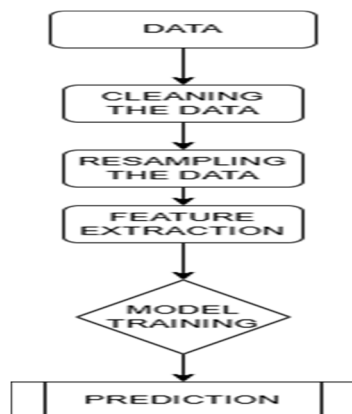 DATA
CLEANING
THE DATA
RESAMPLING
THE DATA
FEATURE
EXTRACTION
MODEL
TRAINING
PREDICTION